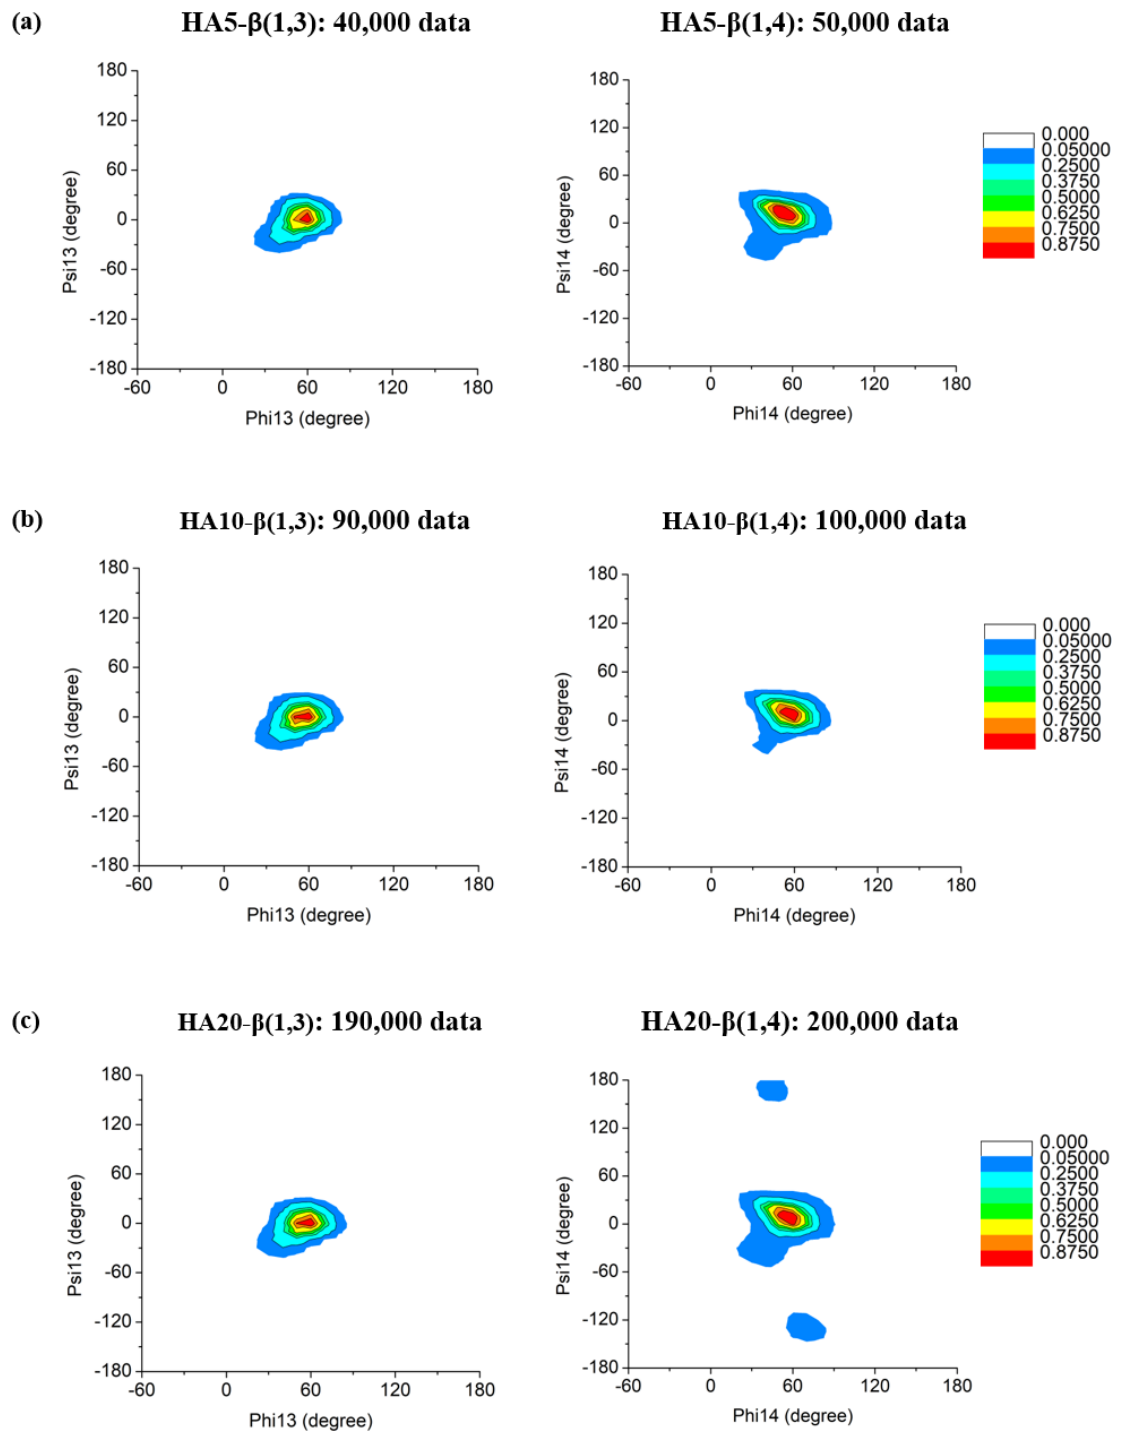 (a)
HA5-β(1,3): 40,000 data
HA5-β(1,4): 50,000 data
180
120
60
0
-60
-120
-180
Psi13 (degree)
-60 0 60 120 180
Phi13 (degree)
180
120
60
0
-60
-120
-180
Psi14 (degree)
-60 0 60 120 180
Phi14 (degree)
0.000
0.05000
0.2500
0.3750
0.5000
0.6250
0.7500
0.8750
(b)
HA10-β(1,3): 90,000 data
HA10-β(1,4): 100,000 data
180
120
60
0
-60
-120
-180
Psi13 (degree)
-60 0 60 120 180
Phi13 (degree)
180
120
60
0
-60
-120
-180
Psi14 (degree)
-60 0 60 120 180
Phi14 (degree)
0.000
0.05000
0.2500
0.3750
0.5000
0.6250
0.7500
0.8750
(c)
HA20-β(1,3): 190,000 data
HA20-β(1,4): 200,000 data
180
120
60
0
-60
-120
-180
Psi13 (degree)
-60 0 60 120 180
Phi13 (degree)
180
120
60
0
-60
-120
-180
Psi14 (degree)
-60 0 60 120 180
Phi14 (degree)
0.000
0.05000
0.2500
0.3750
0.5000
0.6250
0.7500
0.8750